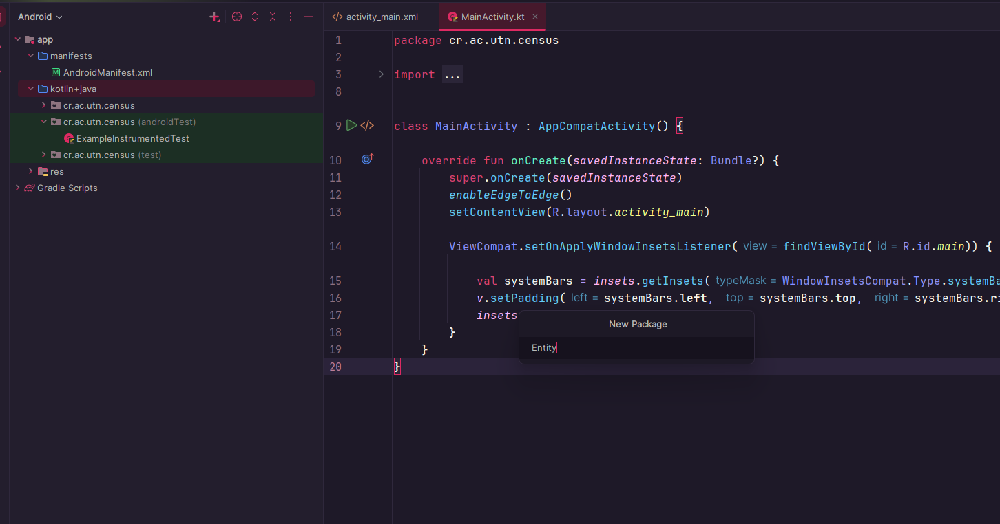 Android
app
manifests
AndroidManifest.xml
kotlin+java
cr.ac.utn.census
cr.ac.utn.census (androidTest)
ExampleInstrumentedTest
cr.ac.utn.census (test)
res
Gradle Scripts
activity_main.xml
MainActivity.kt
1 package cr.ac.utn.census
2
3 import ...
8
9 class MainActivity : AppCompatActivity() {
10 override fun onCreate(savedInstanceState: Bundle?) {
11 super.onCreate(savedInstanceState)
12 enableEdgeToEdge()
13 setContentView(R.layout.activity_main)
14 ViewCompat.setOnApplyWindowInsetsListener( view = findViewById( id = R.id.main)) {
15 val systemBars = insets.getInsets( typeMask = WindowInsetsCompat.Type.systemBa
16 v.setPadding( left = systemBars.left, top = systemBars.top, right = systemBars.ri
17 insets
18 }
19 }
20 }
New Package
Entity